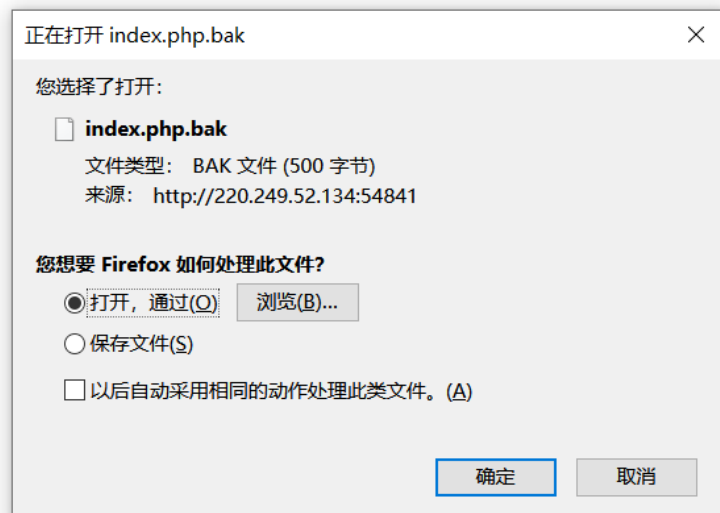 正在打开 index.php.bak
您选择了打开：
index.php.bak
文件类型： BAK 文件 (500 字节)
来源： http://220.249.52.134:54841
您想要 Firefox 如何处理此文件？
打开，通过(O) 浏览(B)...
保存文件(S)
以后自动采用相同的动作处理此类文件。(A)
确定 取消